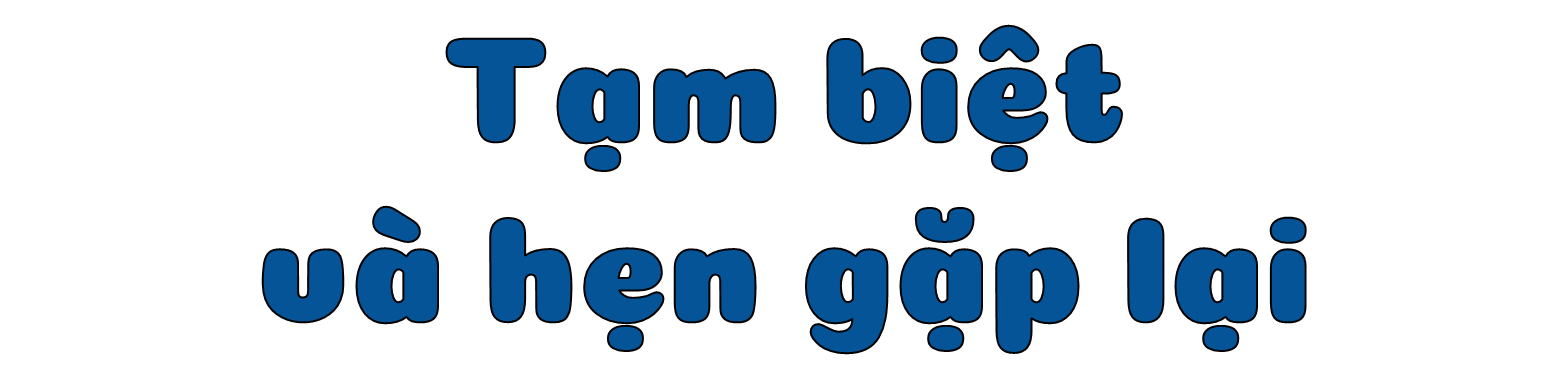 Tạm biệt
và hẹn gặp lại